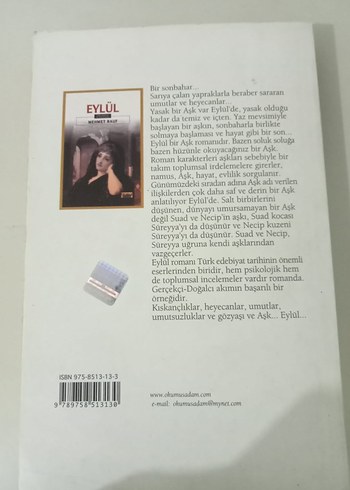 EYLÜL
MEHMET RAUF
Bir sonbahar...
Sarıya çalan yapraklarla beraber sararan
umutlar ve heyecanlar...
Yasak bir Aşk var Eylül'de, yasak olduğu
kadar da temiz ve içten. Yaz mevsimiyle
başlayan bir aşkın, sonbaharla birlikte
solmaya başlaması ve hayat gibi bir son...
Eylül bir Aşk romanıdır. Bazen soluk soluğa
bazen hüzünle okuyacağınız bir Aşk.
Roman karakterleri aşkları sebebiyle bir
takım toplumsal irdelemelere girerler,
namus, Aşk, hayat, evlilik sorgulanır.
Günümüzdeki sıradan adına Aşk adı verilen
ilişkilerden çok daha saf ve derin bir Aşk
anlatılıyor Eylül'de. Salt birbirlerini
düşünen, dünyayı umursamayan bir Aşk
değil Suad ve Necip'in aşkı, Suad kocası
Süreyya'yı da düşünür ve Necip kuzeni
Süreyya'yı da düşünür. Suad ve Necip,
Süreyya uğruna kendi aşklarından
vazgeçerler.
Eylül romanı Türk edebiyat tarihinin önemli
eserlerinden biridir, hem psikolojik hem
de toplumsal incelemeler vardır romanda.
Gerçekçi-Doğalcı akımın başarılı bir
örneğidir.
Kıskançlıklar, heyecanlar, umutlar,
umutsuzluklar ve gözyaşı ve Aşk... Eylül...
ISBN 975-8513-13-3
9789758513130
www.okumusadam.com
e-mail: okumusadam@mynet.com